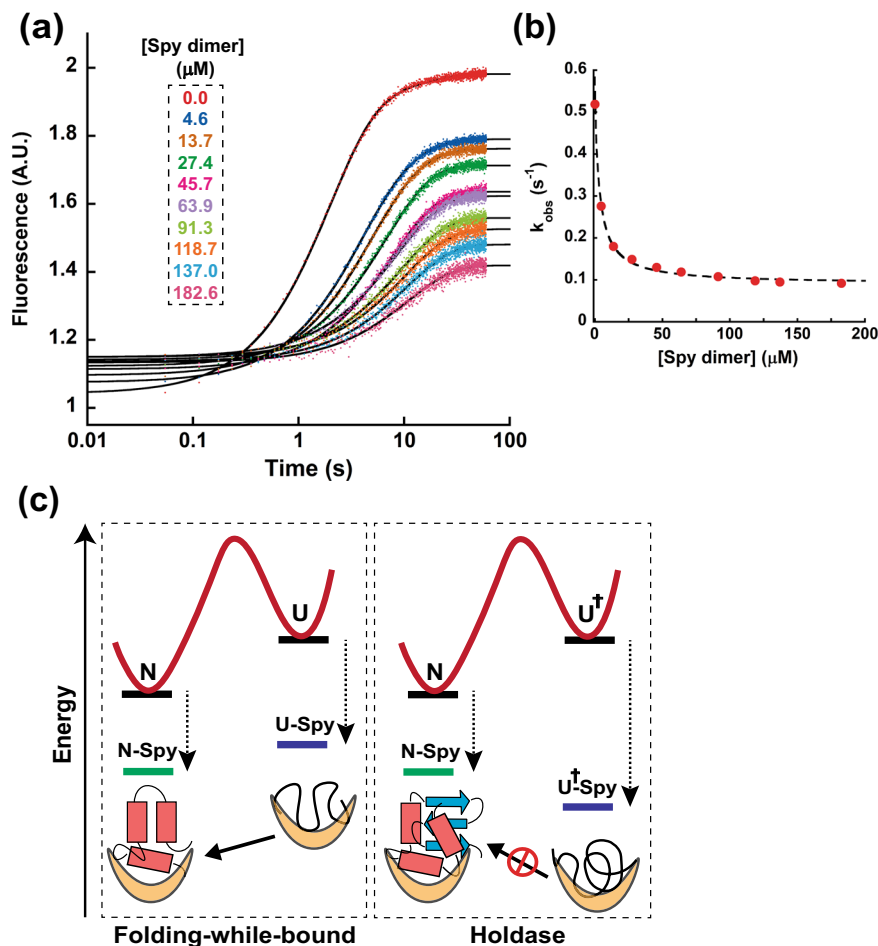 (a)
[Spy dimer]
(μM)
0.0
4.6
13.7
27.4
45.7
63.9
91.3
118.7
137.0
182.6
Fluorescence (A.U.)
2
1.8
1.6
1.4
1.2
1
0.01
0.1
1
10
100
Time (s)
(b)
k_obs (s⁻¹)
0.6
0.5
0.4
0.3
0.2
0.1
0
0
50
100
150
200
[Spy dimer] (μM)
(c)
Energy
N
U
N-Spy
U-Spy
Folding-while-bound
N
U†
N-Spy
U†-Spy
Holdase